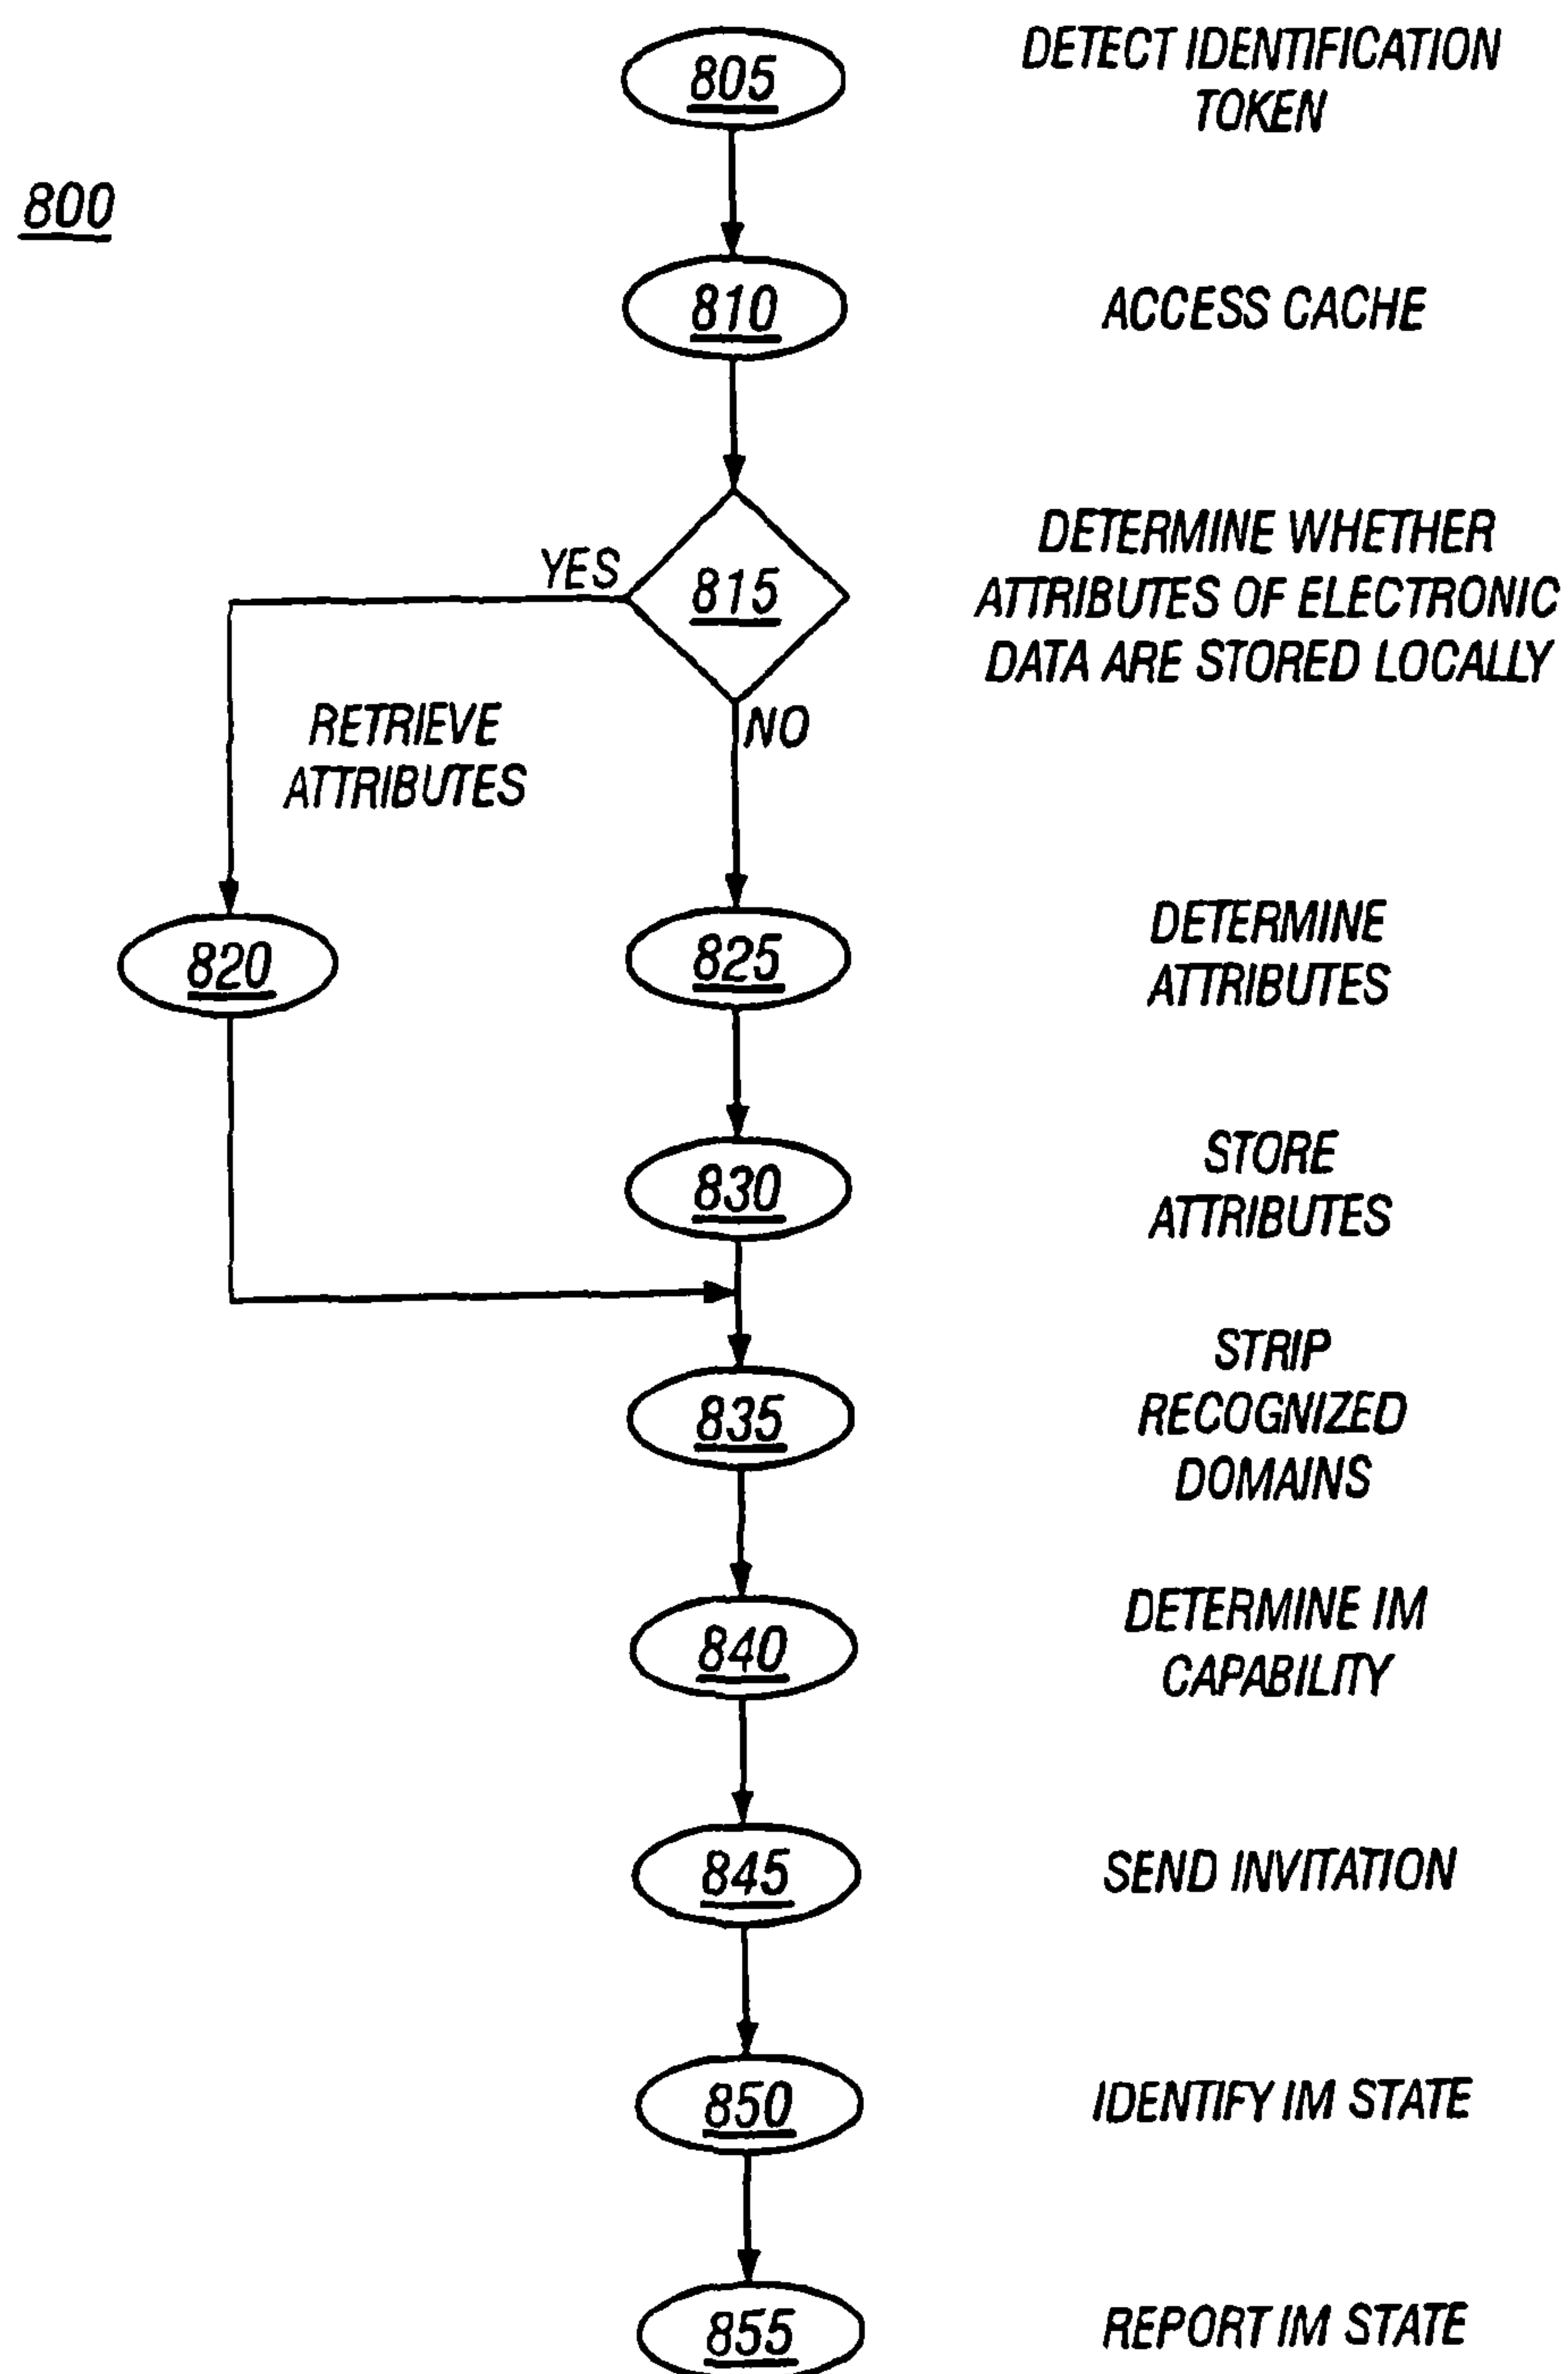 805
DETECT IDENTIFICATION
TOKEN
800
810
ACCESS CACHE
YES
815
DETERMINE WHETHER
ATTRIBUTES OF ELECTRONIC
DATA ARE STORED LOCALLY
RETRIEVE
ATTRIBUTES
NO
820
825
DETERMINE
ATTRIBUTES
830
STORE
ATTRIBUTES
835
STRIP
RECOGNIZED
DOMAINS
840
DETERMINE IM
CAPABILITY
845
SEND INVITATION
850
IDENTIFY IM STATE
855
REPORT IM STATE